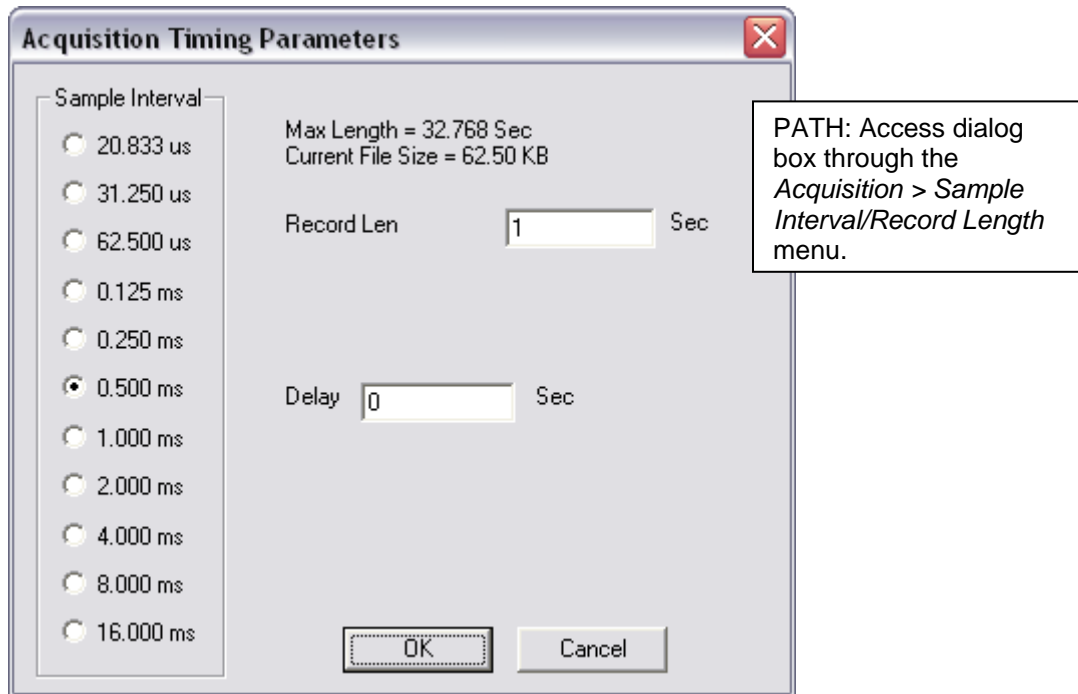 Acquisition Timing Parameters
Sample Interval
20.833 us
31.250 us
62.500 us
0.125 ms
0.250 ms
0.500 ms
1.000 ms
2.000 ms
4.000 ms
8.000 ms
16.000 ms
Max Length = 32.768 Sec
Current File Size = 62.50 KB
Record Len 1 Sec
Delay 0 Sec
OK Cancel
PATH: Access dialog
box through the
Acquisition > Sample
Interval/Record Length
menu.